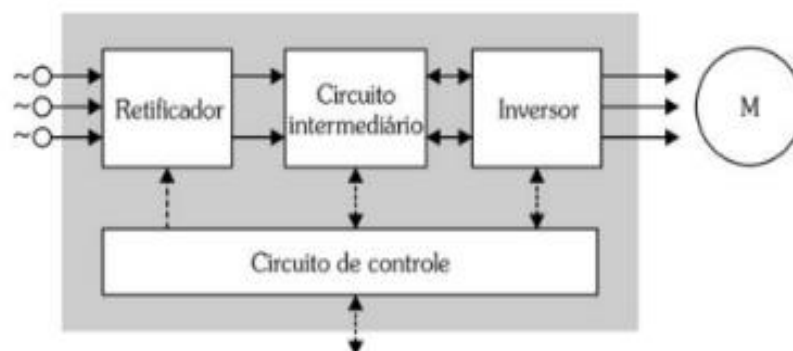 ~
~
~
Retificador
Circuito
intermediário
Inversor
M
Circuito de controle